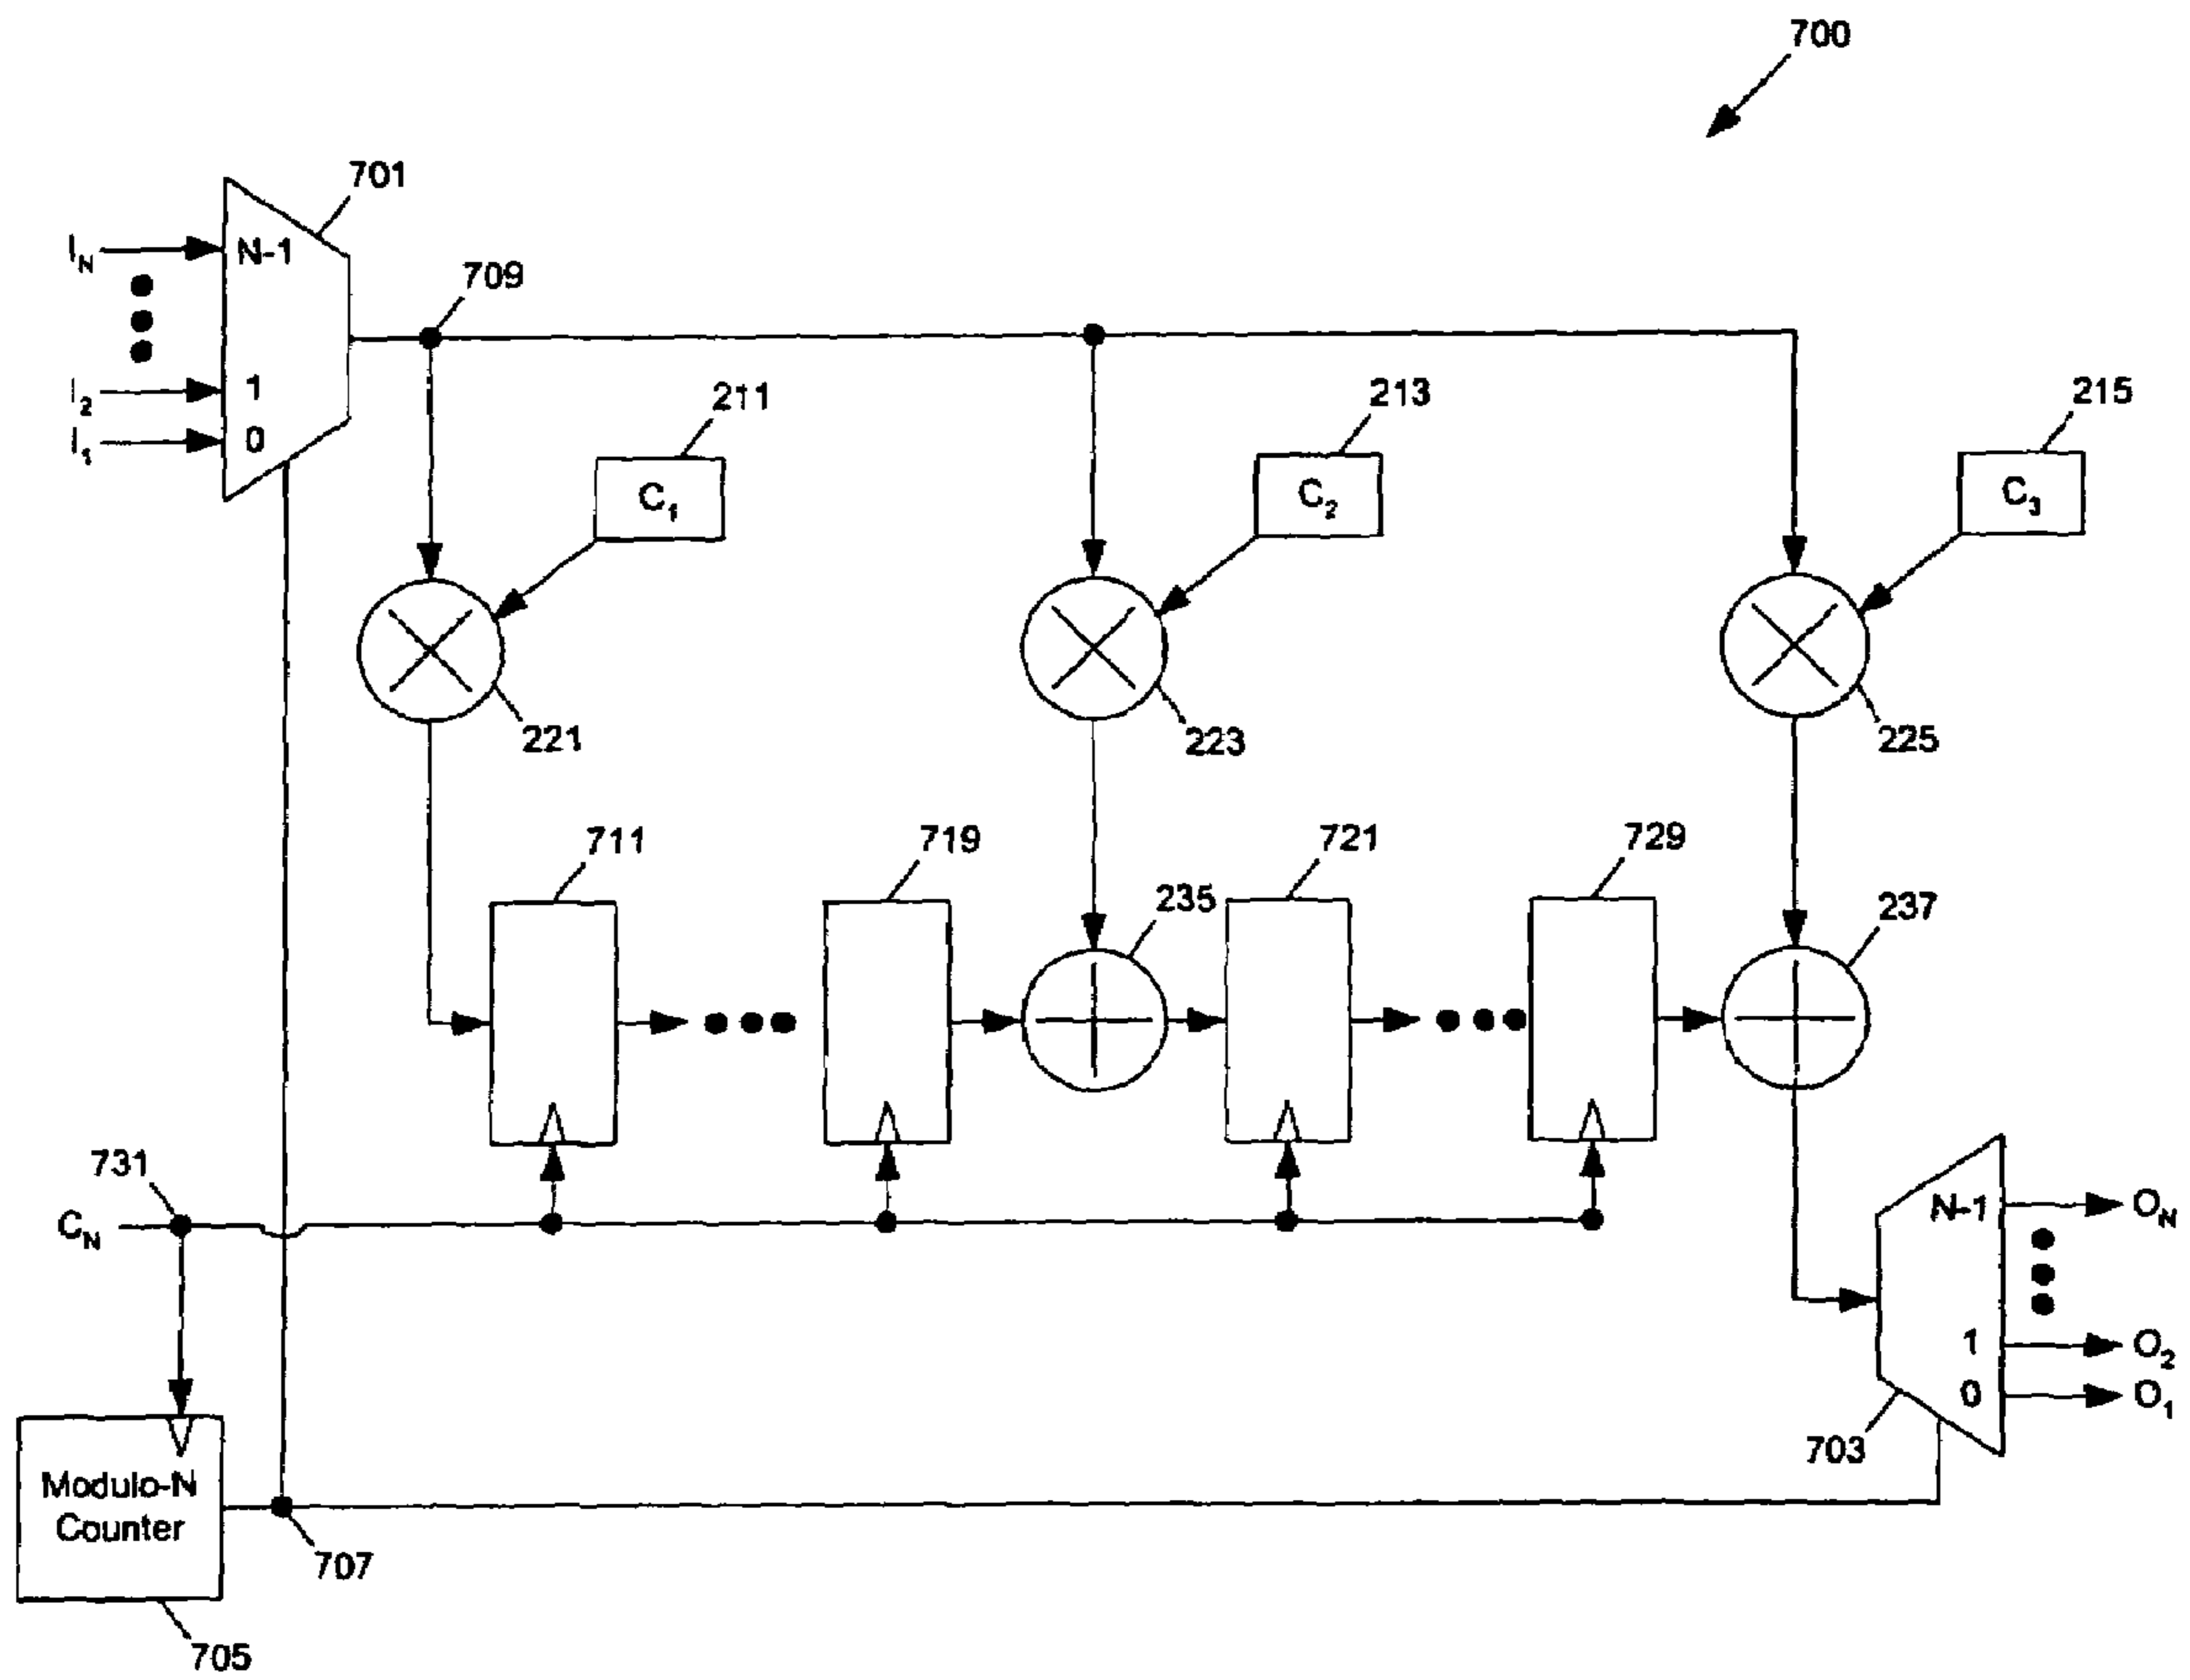 700
701
I_N
N-1
709
I_2
1
I_1
0
211
213
215
C_1
C_2
C_3
221
223
225
711
719
721
729
235
237
731
C_N
N-1
O_N
1
O_2
0
O_1
703
Modulo-N
Counter
707
705